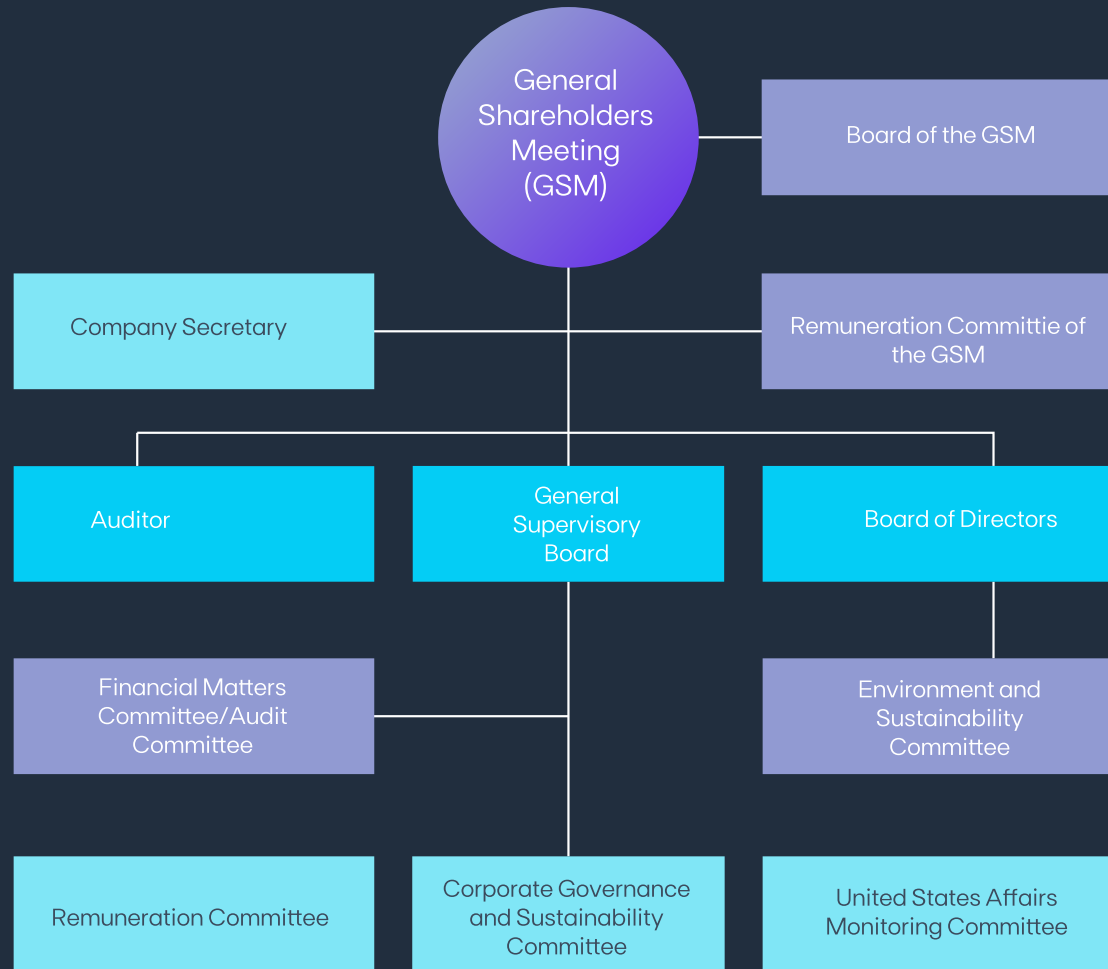 General
Shareholders
Meeting
(GSM)
Board of the GSM
Company Secretary
Remuneration Committie of
the GSM
Auditor
General
Supervisory
Board
Board of Directors
Financial Matters
Committee/Audit
Committee
Environment and
Sustainability
Committee
Remuneration Committee
Corporate Governance
and Sustainability
Committee
United States Affairs
Monitoring Committee